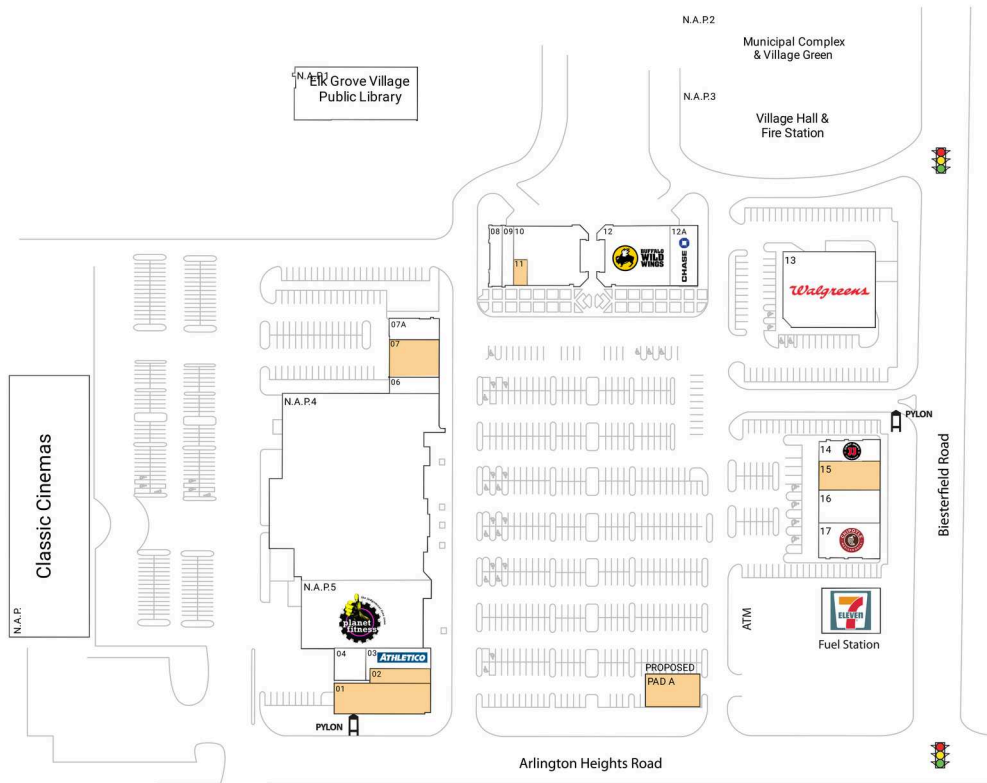 N.A.P.2
Municipal Complex
& Village Green
N.A.P.1
Elk Grove Village
Public Library
N.A.P.3
Village Hall &
Fire Station
08
09
10
11
12
BUFFALO
WILD
WINGS
12A
CHASE
13
Walgreens
07A
07
06
N.A.P.4
Classic Cinemas
N.A.P.
PYLON
Biesterfield Road
14
15
16
17
CHIPOTLE
N.A.P.5
planet
fitness
ATM
7
ELEVEN
Fuel Station
04
03
ATHLETICO
02
01
PROPOSED
PAD A
PYLON
Arlington Heights Road